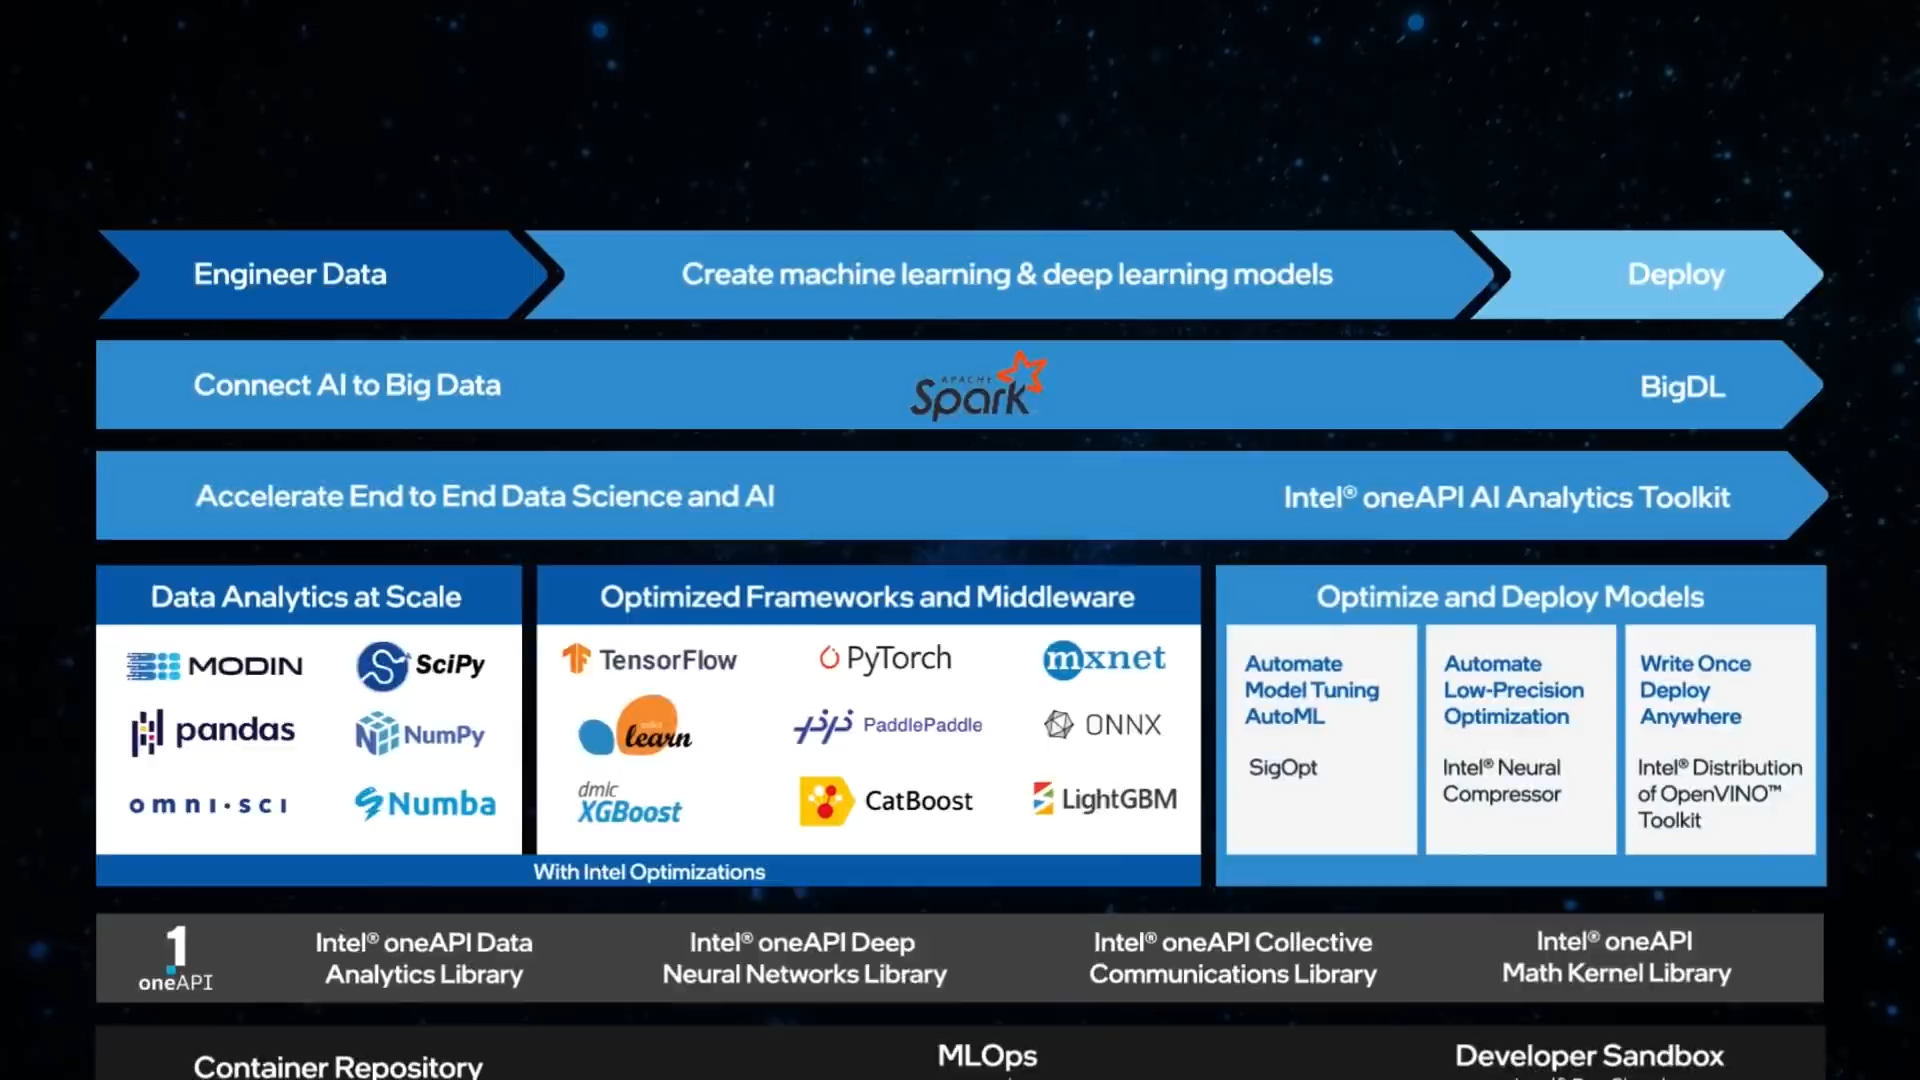 Engineer Data
Create machine learning & deep learning models
Deploy
Connect AI to Big Data
APACHE
Spark
BigDL
Accelerate End to End Data Science and AI
Intel® oneAPI AI Analytics Toolkit
Data Analytics at Scale
MODIN
SciPy
pandas
NumPy
omni·sci
Numba
Optimized Frameworks and Middleware
TensorFlow
PyTorch
mxnet
learn
PaddlePaddle
ONNX
dmlc
XGBoost
CatBoost
LightGBM
With Intel Optimizations
Optimize and Deploy Models
Automate
Model Tuning
AutoML
SigOpt
Automate
Low-Precision
Optimization
Intel® Neural
Compressor
Write Once
Deploy
Anywhere
Intel® Distribution
of OpenVINO™
Toolkit
1
oneAPI
Intel® oneAPI Data
Analytics Library
Intel® oneAPI Deep
Neural Networks Library
Intel® oneAPI Collective
Communications Library
Intel® oneAPI
Math Kernel Library
Container Repository
MLOps
Developer Sandbox